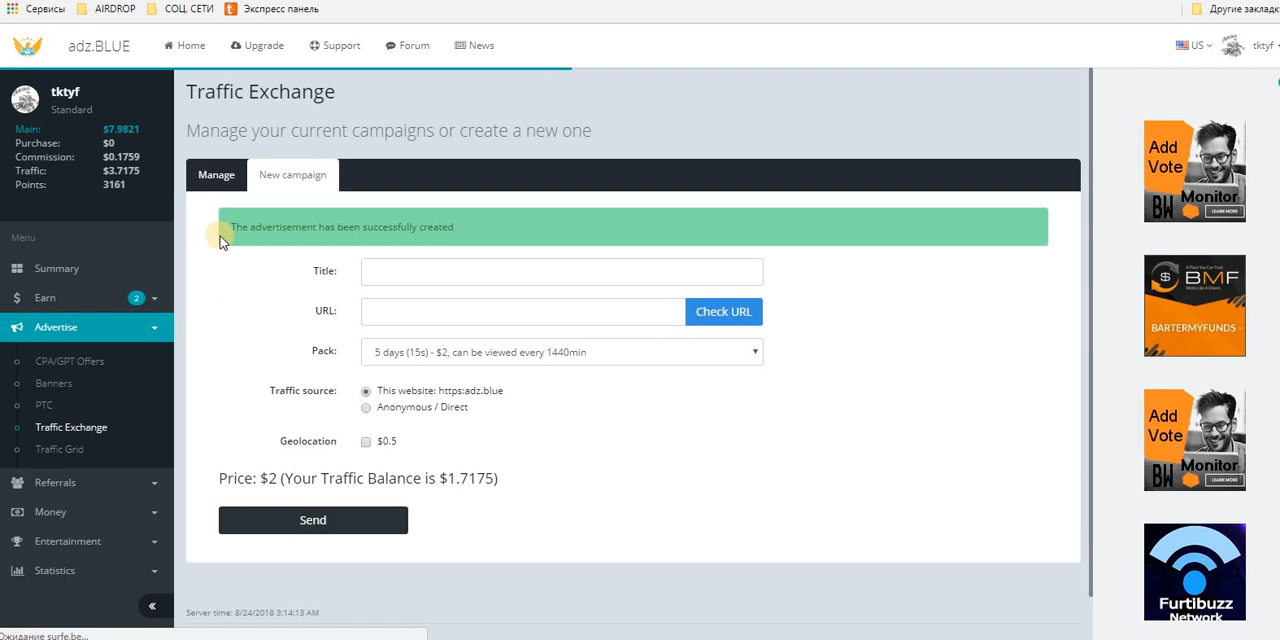 Сервисы AIRDROP СОЦ. СЕТИ Экспресс панель Другие закладк
adz.BLUE Home Upgrade Support Forum News US tktyf
tktyf
Standard
Main: $7.9821
Purchase: $0
Commission: $0.1759
Traffic: $3.7175
Points: 3161
Menu
Summary
Earn 2
Advertise
CPA/GPT Offers
Banners
PTC
Traffic Exchange
Traffic Grid
Referrals
Money
Entertainment
Statistics
Traffic Exchange
Manage your current campaigns or create a new one
Manage New campaign
The advertisement has been successfully created
Title:
URL: Check URL
Pack: 5 days (15s) - $2, can be viewed every 1440min
Traffic source: This website: https:adz.blue
Anonymous / Direct
Geolocation $0.5
Price: $2 (Your Traffic Balance is $1.7175)
Send
Server time: 8/24/2018 3:14:13 AM
Add
Vote
Monitor
BW
LEARN MORE
BMF
BARTERMYFUNDS -
Add
Vote
Monitor
BW
LEARN MORE
Furtibuzz
Network
Ожидание surfe.be...